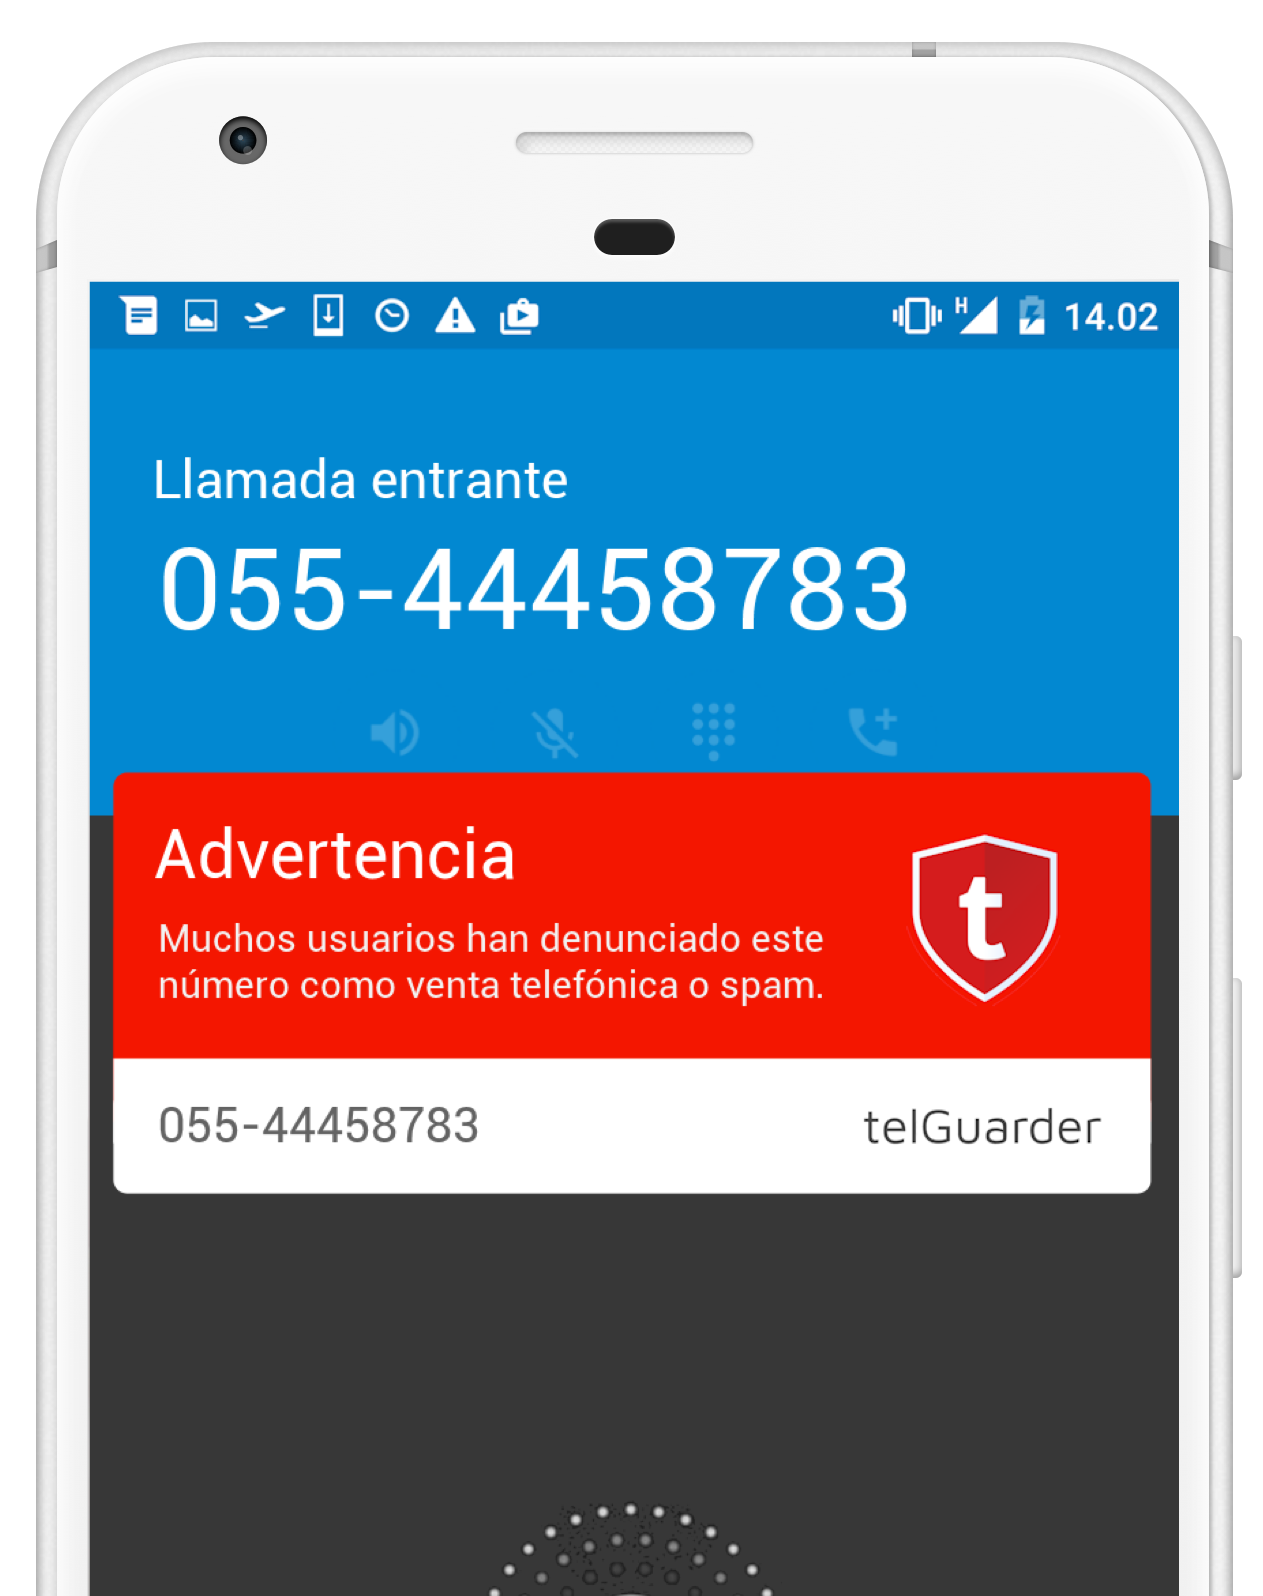 H 14.02
Llamada entrante
055-44458783
Advertencia
Muchos usuarios han denunciado este
número como venta telefónica o spam.
t
055-44458783 telGuarder